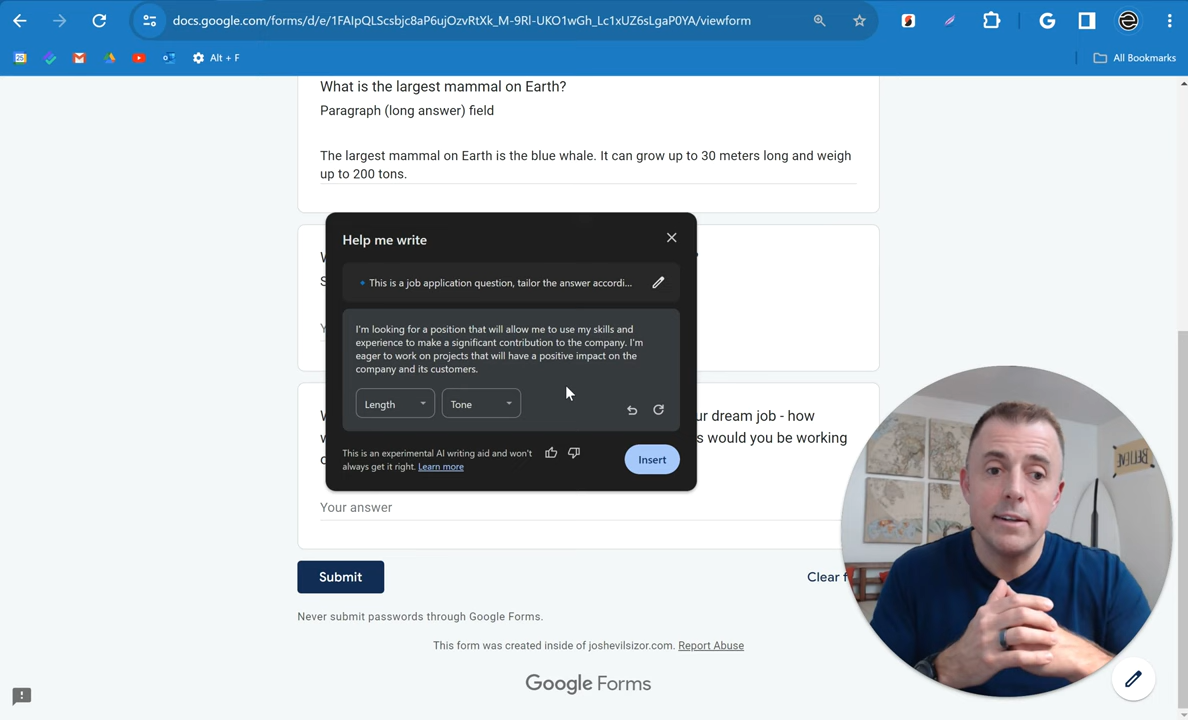 docs.google.com/forms/d/e/1FAIpQLScsbjc8aP6ujOzvRtXk_M-9Rl-UKO1wGh_Lc1xUZ6sLgaP0YA/viewform
Alt + F
All Bookmarks
What is the largest mammal on Earth?
Paragraph (long answer) field
The largest mammal on Earth is the blue whale. It can grow up to 30 meters long and weigh
up to 200 tons.
Help me write
This is a job application question, tailor the answer accordi...
I'm looking for a position that will allow me to use my skills and
experience to make a significant contribution to the company. I'm
eager to work on projects that will have a positive impact on the
company and its customers.
Length
Tone
This is an experimental AI writing aid and won't
always get it right. Learn more
Insert
ur dream job - how
s would you be working
Your answer
Submit
Clear f
Never submit passwords through Google Forms.
This form was created inside of joshevilsizor.com. Report Abuse
Google Forms
BELIEVE